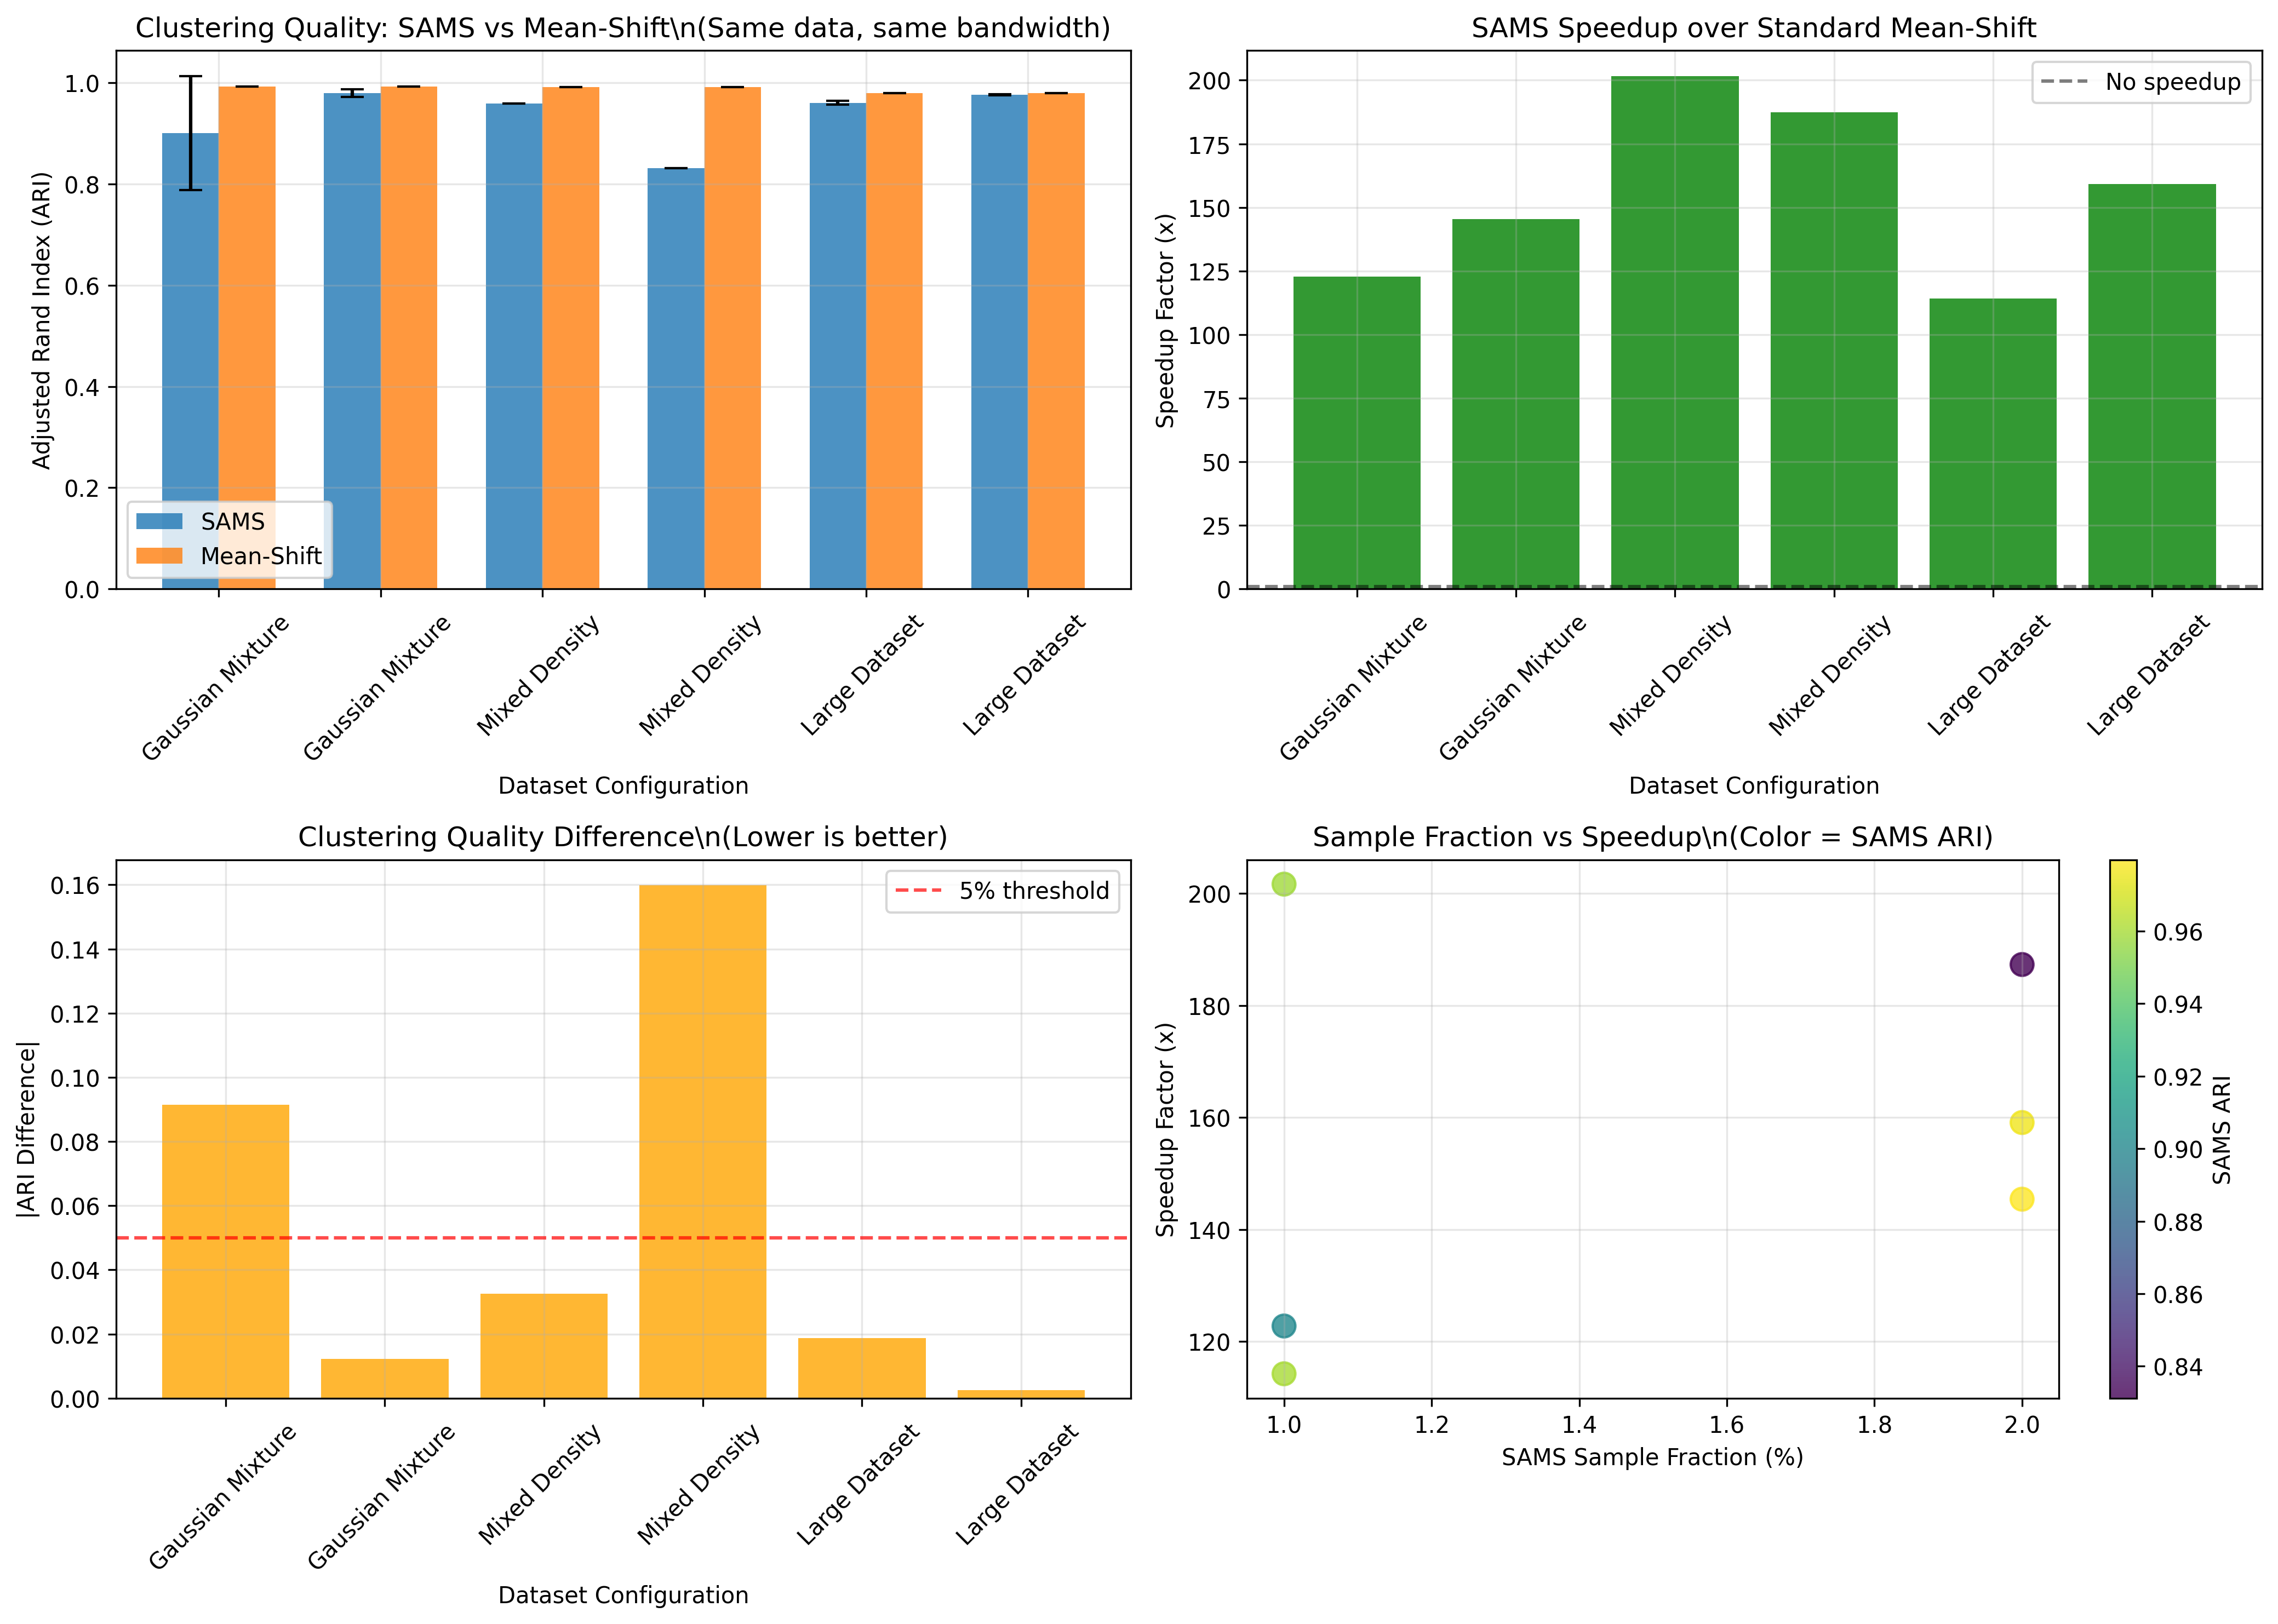 Clustering Quality: SAMS vs Mean-Shift\n(Same data, same bandwidth)
Adjusted Rand Index (ARI)
1.0
0.8
0.6
0.4
0.2
0.0
SAMS
Mean-Shift
Gaussian Mixture
Gaussian Mixture
Mixed Density
Mixed Density
Large Dataset
Large Dataset
Dataset Configuration
SAMS Speedup over Standard Mean-Shift
Speedup Factor (x)
200
175
150
125
100
75
50
25
0
No speedup
Gaussian Mixture
Gaussian Mixture
Mixed Density
Mixed Density
Large Dataset
Large Dataset
Dataset Configuration
Clustering Quality Difference\n(Lower is better)
|ARI Difference|
0.16
0.14
0.12
0.10
0.08
0.06
0.04
0.02
0.00
5% threshold
Gaussian Mixture
Gaussian Mixture
Mixed Density
Mixed Density
Large Dataset
Large Dataset
Dataset Configuration
Sample Fraction vs Speedup\n(Color = SAMS ARI)
Speedup Factor (x)
200
180
160
140
120
1.0
1.2
1.4
1.6
1.8
2.0
SAMS Sample Fraction (%)
0.96
0.94
0.92
0.90
0.88
0.86
0.84
SAMS ARI